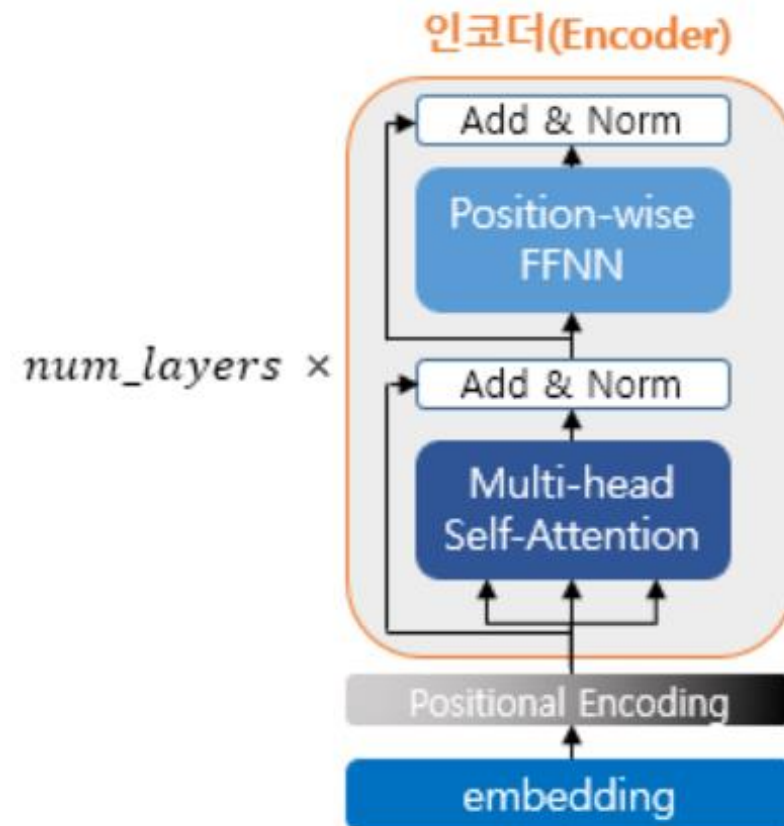 인코더(Encoder)
Add & Norm
Position-wise
FFNN
num_layers ×
Add & Norm
Multi-head
Self-Attention
Positional Encoding
embedding